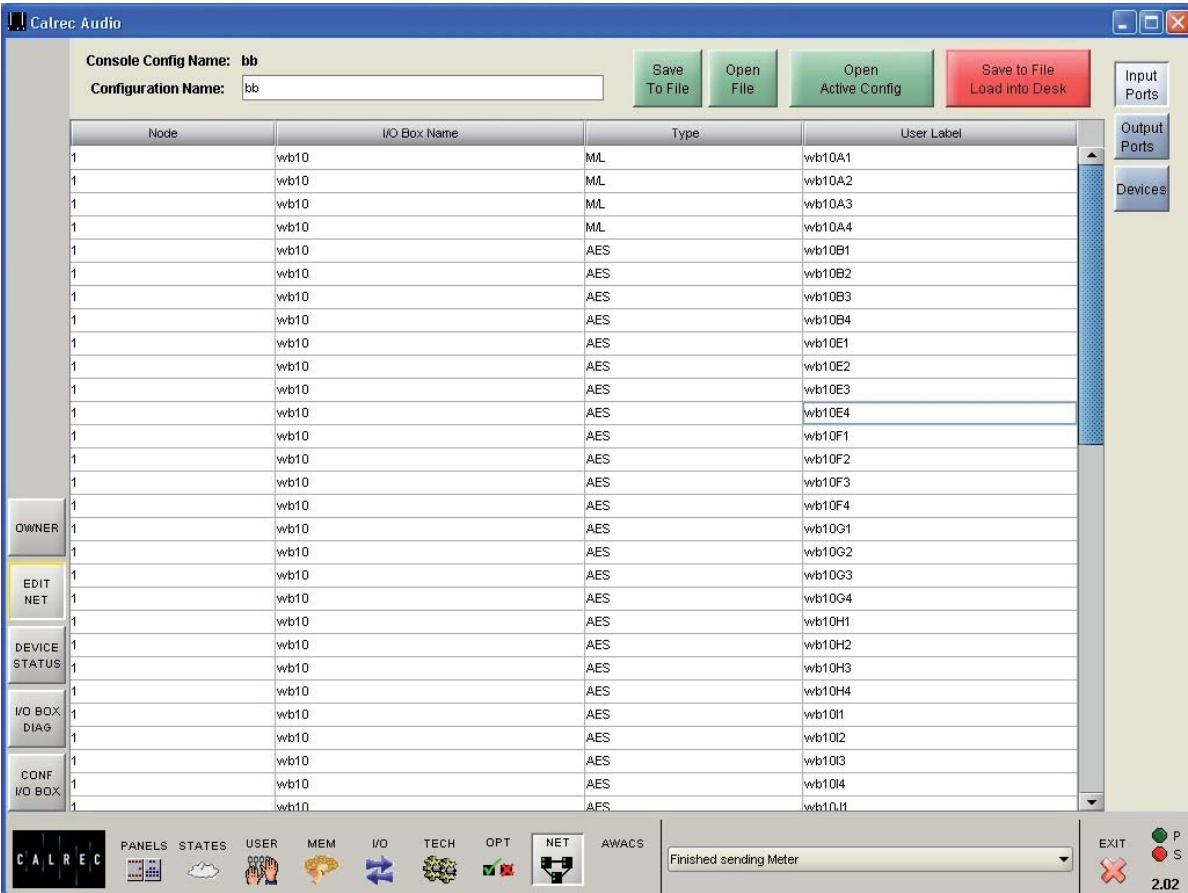 Calrec Audio
Console Config Name: bb
Configuration Name: bb
Save To File
Open File
Open Active Config
Save to File Load into Desk
Input Ports
Output Ports
Devices
Node I/O Box Name Type User Label
1 wb10 M/L wb10A1
1 wb10 M/L wb10A2
1 wb10 M/L wb10A3
1 wb10 M/L wb10A4
1 wb10 AES wb10B1
1 wb10 AES wb10B2
1 wb10 AES wb10B3
1 wb10 AES wb10B4
1 wb10 AES wb10E1
1 wb10 AES wb10E2
1 wb10 AES wb10E3
1 wb10 AES wb10E4
1 wb10 AES wb10F1
1 wb10 AES wb10F2
1 wb10 AES wb10F3
1 wb10 AES wb10F4
1 wb10 AES wb10G1
1 wb10 AES wb10G2
1 wb10 AES wb10G3
1 wb10 AES wb10G4
1 wb10 AES wb10H1
1 wb10 AES wb10H2
1 wb10 AES wb10H3
1 wb10 AES wb10H4
1 wb10 AES wb10I1
1 wb10 AES wb10I2
1 wb10 AES wb10I3
1 wb10 AES wb10I4
1 wb10 AES wb10J1
OWNER
EDIT NET
DEVICE STATUS
I/O BOX DIAG
CONF I/O BOX
CALREC
PANELS STATES USER MEM I/O TECH OPT NET AWACS
Finished sending Meter
EXIT
P
S
2.02